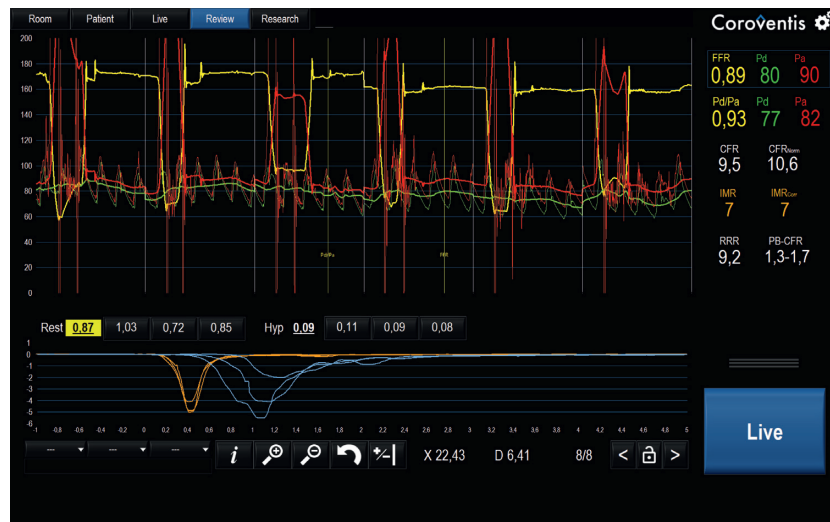 Room Patient Live Review Research
Coroventis
200
180
160
140
120
100
80
60
40
20
0
Pd/Pa FFR
FFR Pd Pa
0,89 80 90
Pd/Pa Pd Pa
0,93 77 82
CFR CFRNorm
9,5 10,6
IMR IMRCorr
7 7
RRR PB-CFR
9,2 1,3-1,7
Rest 0,87 1,03 0,72 0,85 Hyp 0,09 0,11 0,09 0,08
1
0
-1
-2
-3
-4
-5
-6
-1 -0,8 -0,6 -0,4 -0,2 0 0,2 0,4 0,6 0,8 1 1,2 1,4 1,6 1,8 2 2,2 2,4 2,6 2,8 3 3,2 3,4 3,6 3,8 4 4,2 4,4 4,6 4,8 5
--- --- --- i X 22,43 D 6,41 8/8 < >
Live